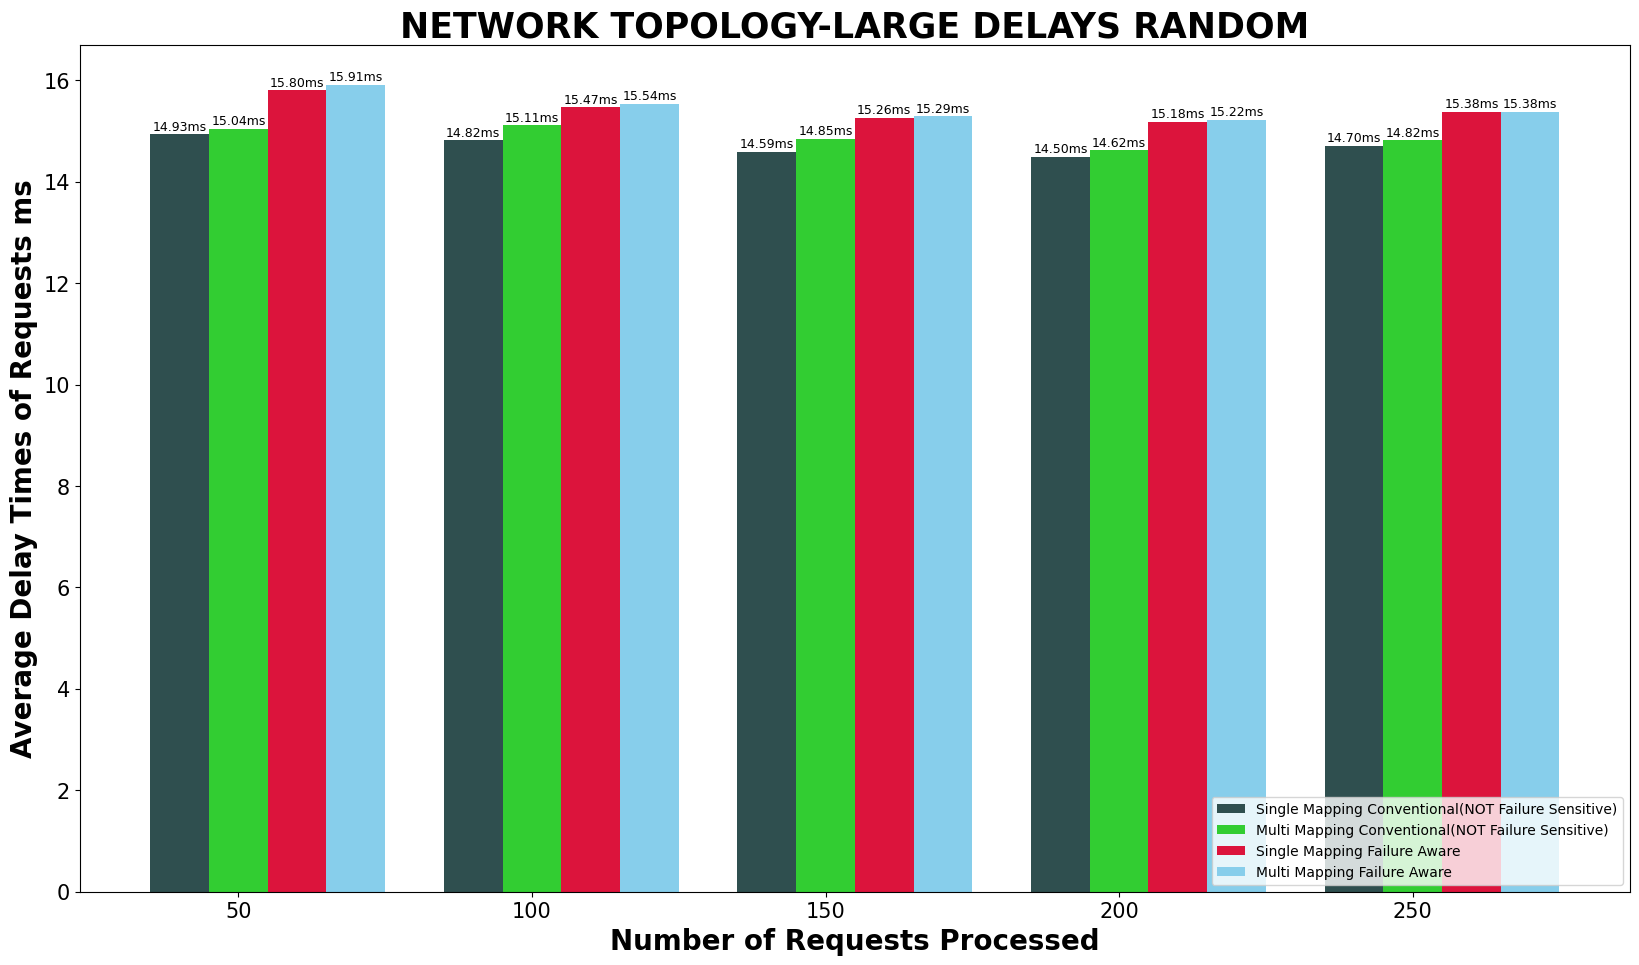 NETWORK TOPOLOGY-LARGE DELAYS RANDOM
Average Delay Times of Requests ms
16
14
12
10
8
6
4
2
0
14.93ms
15.04ms
15.80ms
15.91ms
14.82ms
15.11ms
15.47ms
15.54ms
14.59ms
14.85ms
15.26ms
15.29ms
14.50ms
14.62ms
15.18ms
15.22ms
14.70ms
14.82ms
15.38ms
15.38ms
Single Mapping Conventional(NOT Failure Sensitive)
Multi Mapping Conventional(NOT Failure Sensitive)
Single Mapping Failure Aware
Multi Mapping Failure Aware
50
100
150
200
250
Number of Requests Processed